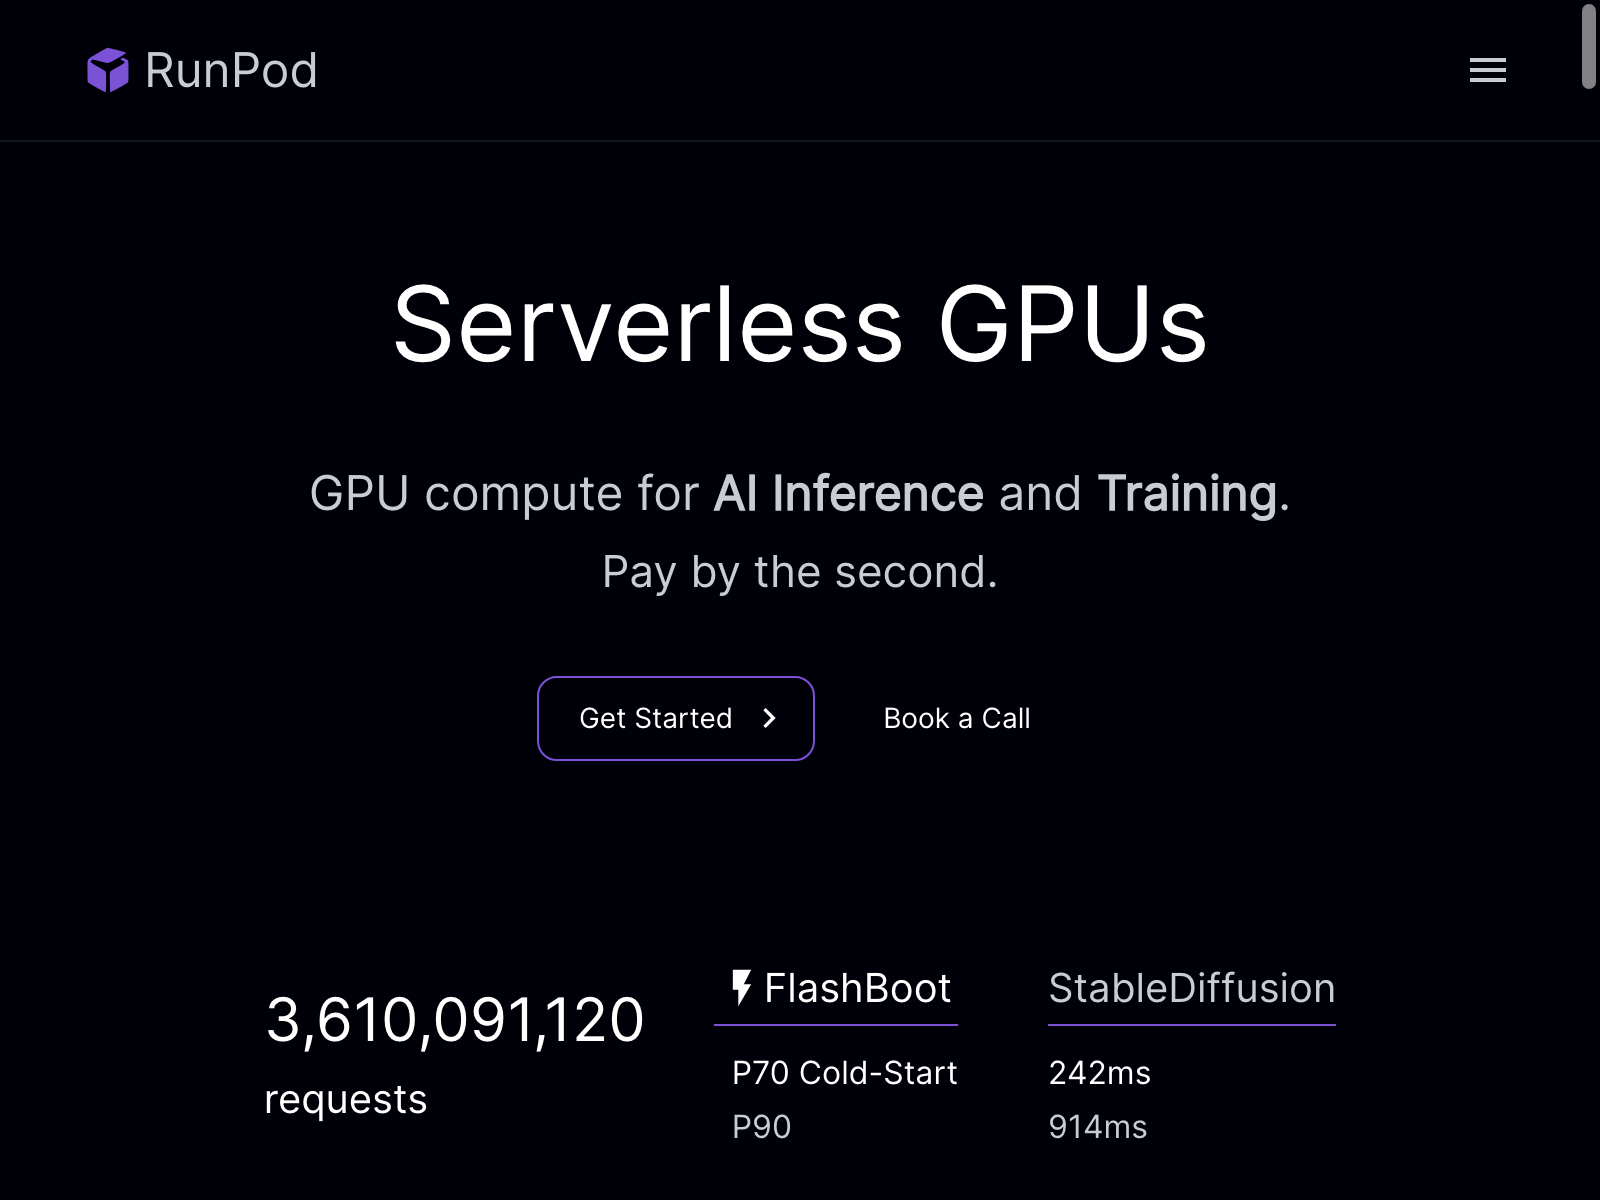 RunPod
Serverless GPUs
GPU compute for AI Inference and Training.
Pay by the second.
Get Started
Book a Call
3,610,091,120
requests
FlashBoot
StableDiffusion
P70 Cold-Start
242ms
P90
914ms